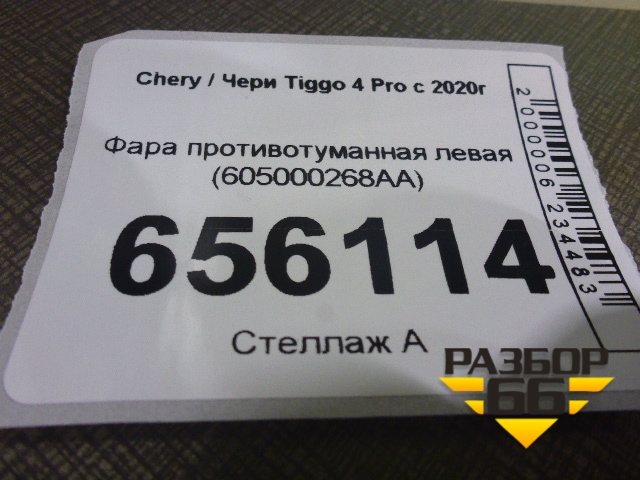 Chery / Чери Tiggo 4 Pro с 2020г
Фара противотуманная левая
(605000268AA)
656114
Стеллаж А
2000006234483
РАЗБОР
66